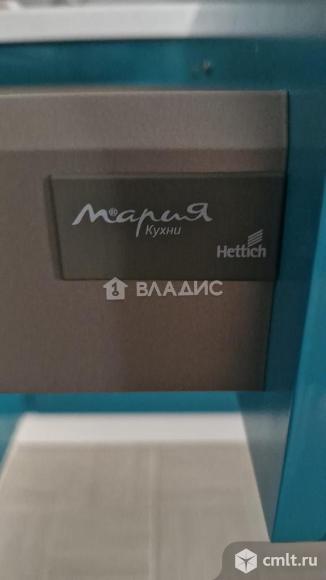 Мария®
Кухни
Hettich
ВЛАДИС
cmlt.ru